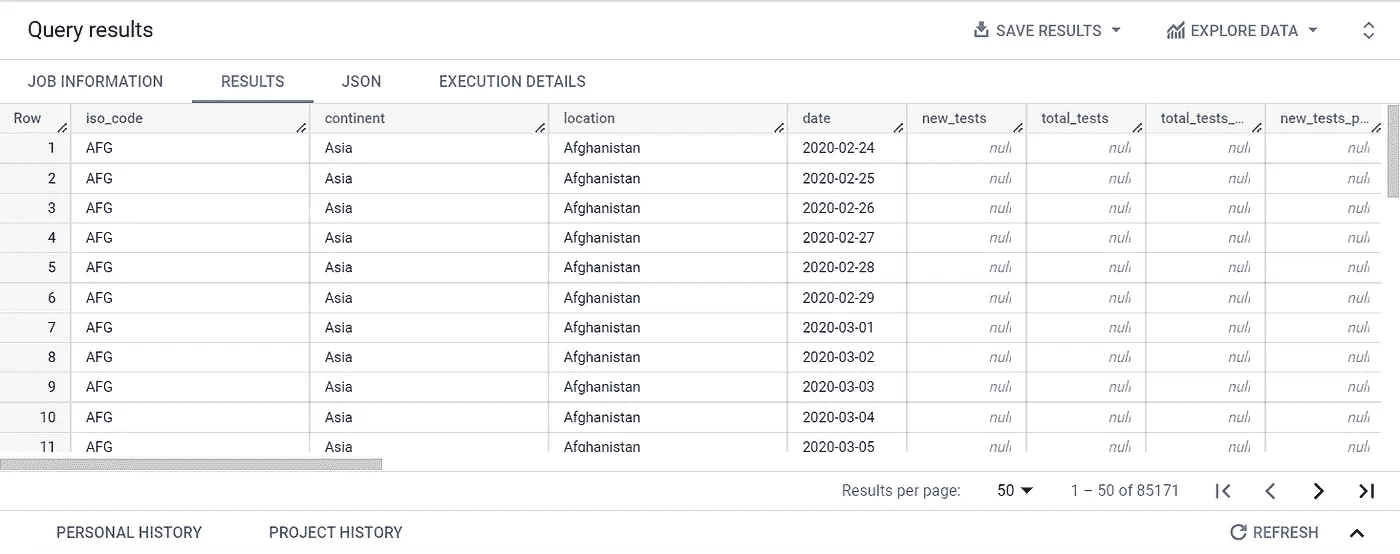 Query results SAVE RESULTS EXPLORE DATA
JOB INFORMATION RESULTS JSON EXECUTION DETAILS
Row iso_code continent location date new_tests total_tests total_tests_... new_tests_p...
1 AFG Asia Afghanistan 2020-02-24 null null null null
2 AFG Asia Afghanistan 2020-02-25 null null null null
3 AFG Asia Afghanistan 2020-02-26 null null null null
4 AFG Asia Afghanistan 2020-02-27 null null null null
5 AFG Asia Afghanistan 2020-02-28 null null null null
6 AFG Asia Afghanistan 2020-02-29 null null null null
7 AFG Asia Afghanistan 2020-03-01 null null null null
8 AFG Asia Afghanistan 2020-03-02 null null null null
9 AFG Asia Afghanistan 2020-03-03 null null null null
10 AFG Asia Afghanistan 2020-03-04 null null null null
11 AFG Asia Afghanistan 2020-03-05 null null null null
Results per page: 50 1 – 50 of 85171
PERSONAL HISTORY PROJECT HISTORY REFRESH